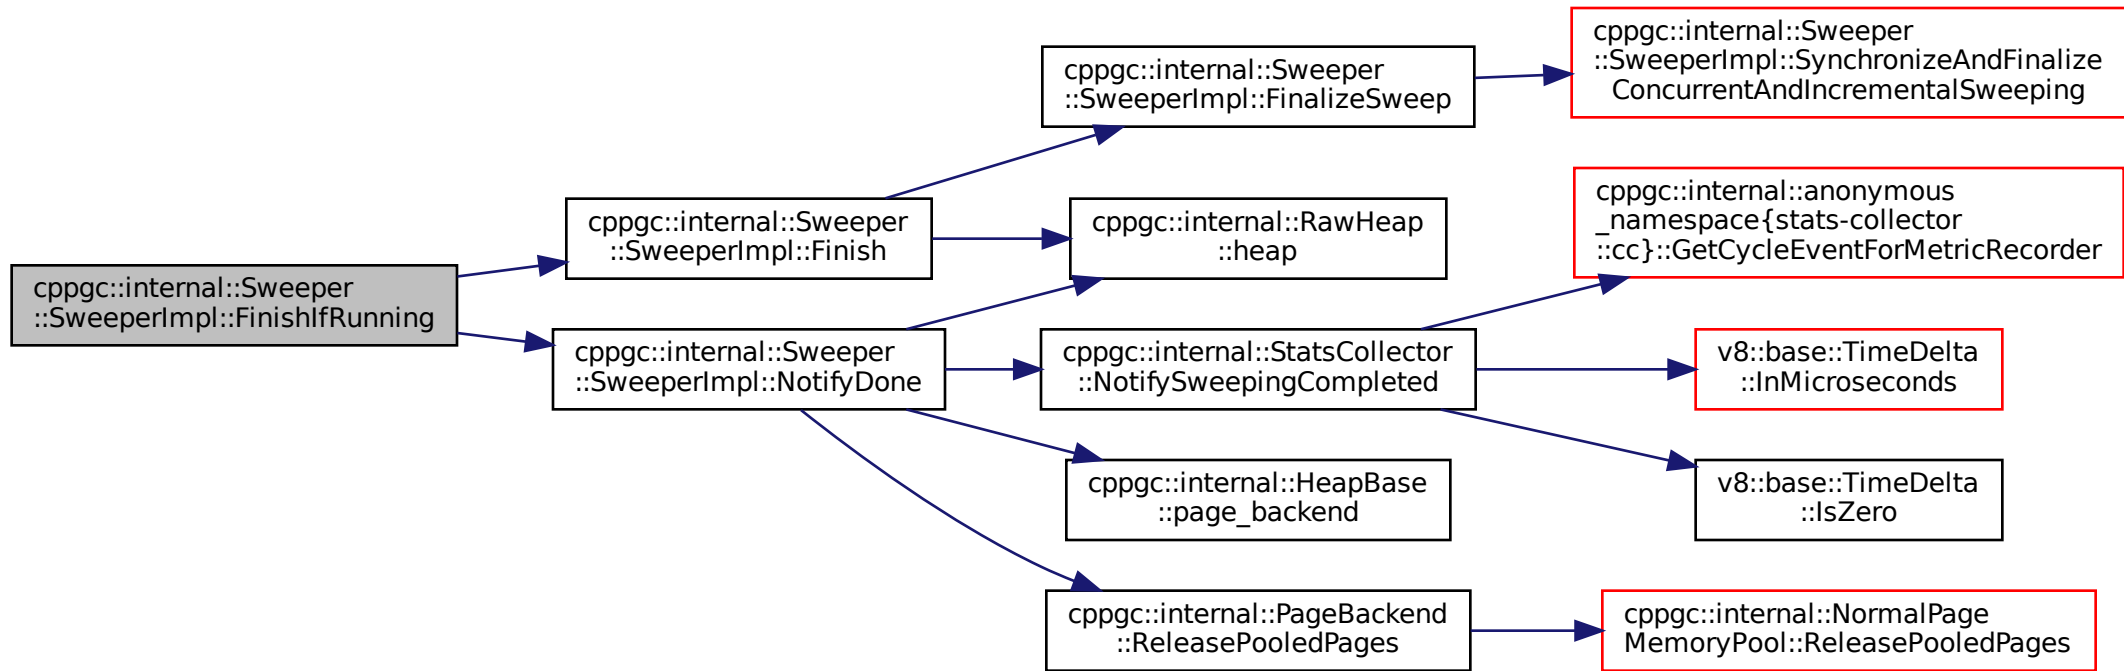 cppgc::internal::Sweeper
::SweeperImpl::FinishIfRunning
cppgc::internal::Sweeper
::SweeperImpl::Finish
cppgc::internal::Sweeper
::SweeperImpl::NotifyDone
cppgc::internal::Sweeper
::SweeperImpl::FinalizeSweep
cppgc::internal::RawHeap
::heap
cppgc::internal::StatsCollector
::NotifySweepingCompleted
cppgc::internal::HeapBase
::page_backend
cppgc::internal::PageBackend
::ReleasePooledPages
cppgc::internal::Sweeper
::SweeperImpl::SynchronizeAndFinalize
ConcurrentAndIncrementalSweeping
cppgc::internal::anonymous
_namespace{stats-collector
::cc}::GetCycleEventForMetricRecorder
v8::base::TimeDelta
::InMicroseconds
v8::base::TimeDelta
::IsZero
cppgc::internal::NormalPage
MemoryPool::ReleasePooledPages